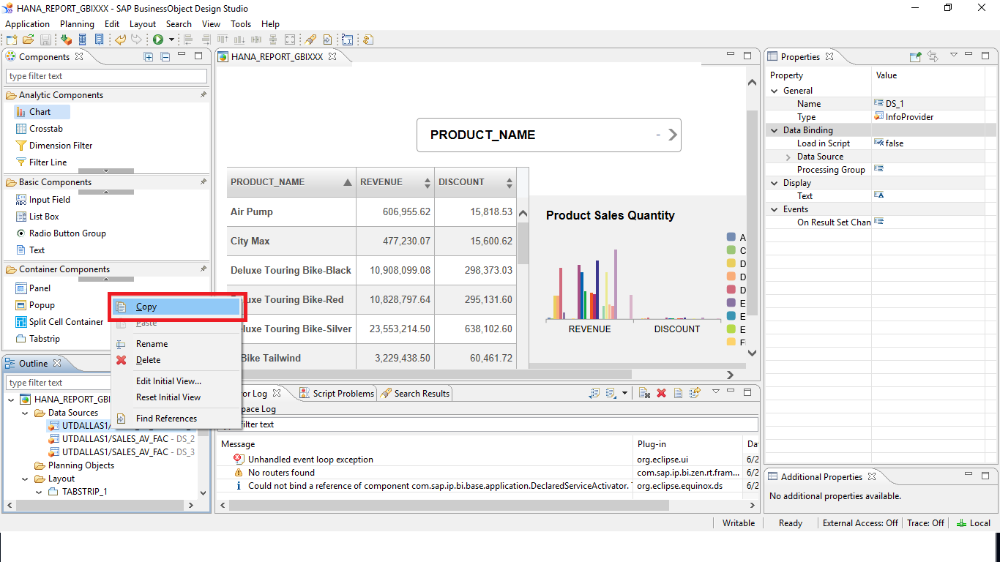 HANA_REPORT_GBIXXX - SAP BusinessObject Design Studio
Application Planning Edit Layout Search View Tools Help
Components
type filter text
Analytic Components
Chart
Crosstab
Dimension Filter
Filter Line
Basic Components
Input Field
List Box
Radio Button Group
Text
Container Components
Panel
Popup
Split Cell Container
Tabstrip
Copy
Paste
Rename
Delete
Edit Initial View...
Reset Initial View
Find References
Outline
type filter text
HANA_REPORT_GBI
Data Sources
UTDALLAS1/
UTDALLAS1/SALES_AV_FAC - DS_2
UTDALLAS1/SALES_AV_FAC - DS_3
Planning Objects
Layout
TABSTRIP_1
HANA_REPORT_GBIXXX
PRODUCT_NAME -
PRODUCT_NAME REVENUE DISCOUNT
Air Pump 606,955.62 15,818.53
City Max 477,230.07 15,600.62
Deluxe Touring Bike-Black 10,908,099.08 298,373.03
luxe Touring Bike-Red 10,828,797.64 295,131.60
luxe Touring Bike-Silver 23,553,214.50 638,102.60
Bike Tailwind 3,229,438.50 60,461.72
Product Sales Quantity
REVENUE DISCOUNT
A
C
D
D
D
E
E
E
F
or Log Script Problems Search Results
pace Log
filter text
Message Plug-in Da
Unhandled event loop exception org.eclipse.ui 6/2
No routers found com.sap.ip.bi.zen.rt.fram... 6/2
Could not bind a reference of component com.sap.ip.bi.base.application.DeclaredServiceActivator. org.eclipse.equinox.ds 6/2
Properties
Property Value
General
Name DS_1
Type InfoProvider
Data Binding
Load in Script false
Data Source
Processing Group
Display
Text
Events
On Result Set Chan
Additional Properties
No additional properties available.
Writable Ready External Access: Off Trace: Off Local